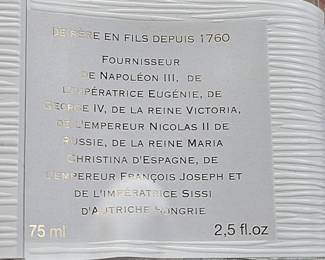 DE PÈRE EN FILS DEPUIS 1760
FOURNISSEUR
DE NAPOLÉON III, DE
L'IMPÉRATRICE EUGÉNIE, DE
GEORGE IV, DE LA REINE VICTORIA,
DE L'EMPEREUR NICOLAS II DE
RUSSIE, DE LA REINE MARIA
CHRISTINA D'ESPAGNE, DE
L'EMPEREUR FRANÇOIS JOSEPH ET
DE L'IMPÉRATRICE SISSI
D'AUTRICHE HONGRIE
75 ml 2,5 fl.oz